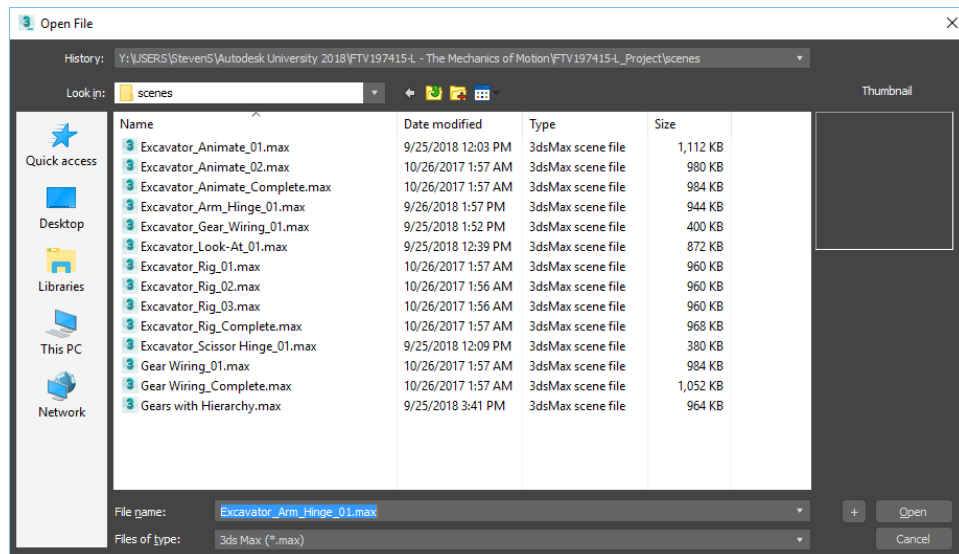 Open File
History: Y:\USERS\StevenS\Autodesk University 2018\FTV197415-L - The Mechanics of Motion\FTV197415-L_Project\scenes
Look in: scenes
Thumbnail
Name Date modified Type Size
Excavator_Animate_01.max 9/25/2018 12:03 PM 3dsMax scene file 1,112 KB
Excavator_Animate_02.max 10/26/2017 1:57 AM 3dsMax scene file 980 KB
Excavator_Animate_Complete.max 10/26/2017 1:57 AM 3dsMax scene file 984 KB
Excavator_Arm_Hinge_01.max 9/26/2018 1:57 PM 3dsMax scene file 944 KB
Excavator_Gear_Wiring_01.max 9/25/2018 1:52 PM 3dsMax scene file 400 KB
Excavator_Look-At_01.max 9/25/2018 12:39 PM 3dsMax scene file 872 KB
Excavator_Rig_01.max 10/26/2017 1:57 AM 3dsMax scene file 960 KB
Excavator_Rig_02.max 10/26/2017 1:56 AM 3dsMax scene file 960 KB
Excavator_Rig_03.max 10/26/2017 1:56 AM 3dsMax scene file 960 KB
Excavator_Rig_Complete.max 10/26/2017 1:57 AM 3dsMax scene file 968 KB
Excavator_Scissor Hinge_01.max 9/25/2018 12:09 PM 3dsMax scene file 380 KB
Gear Wiring_01.max 10/26/2017 1:57 AM 3dsMax scene file 984 KB
Gear Wiring_Complete.max 10/26/2017 1:57 AM 3dsMax scene file 1,052 KB
Gears with Hierarchy.max 9/25/2018 3:41 PM 3dsMax scene file 964 KB
Quick access
Desktop
Libraries
This PC
Network
File name: Excavator_Arm_Hinge_01.max + Open
Files of type: 3ds Max (*.max) Cancel